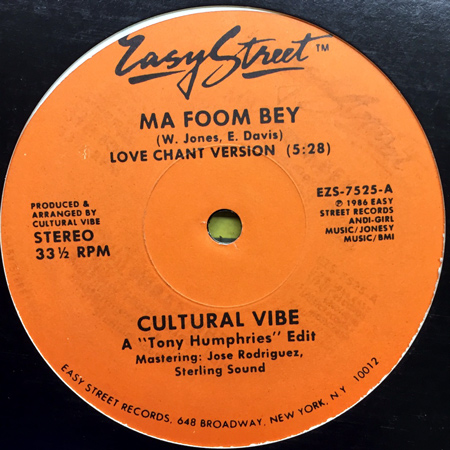 Easy Street™
MA FOOM BEY
(W. Jones, E. Davis)
LOVE CHANT VERSION (5:28)
EZS-7525-A
℗ 1986 EASY
STREET RECORDS
ANDI-GIRL
MUSIC/JONESY
MUSIC/BMI
PRODUCED &
ARRANGED BY
CULTURAL VIBE
STEREO
33⅓ RPM
CULTURAL VIBE
A "Tony Humphries" Edit
Mastering: Jose Rodriguez,
Sterling Sound
EASY STREET RECORDS, 648 BROADWAY, NEW YORK, N.Y. 10012